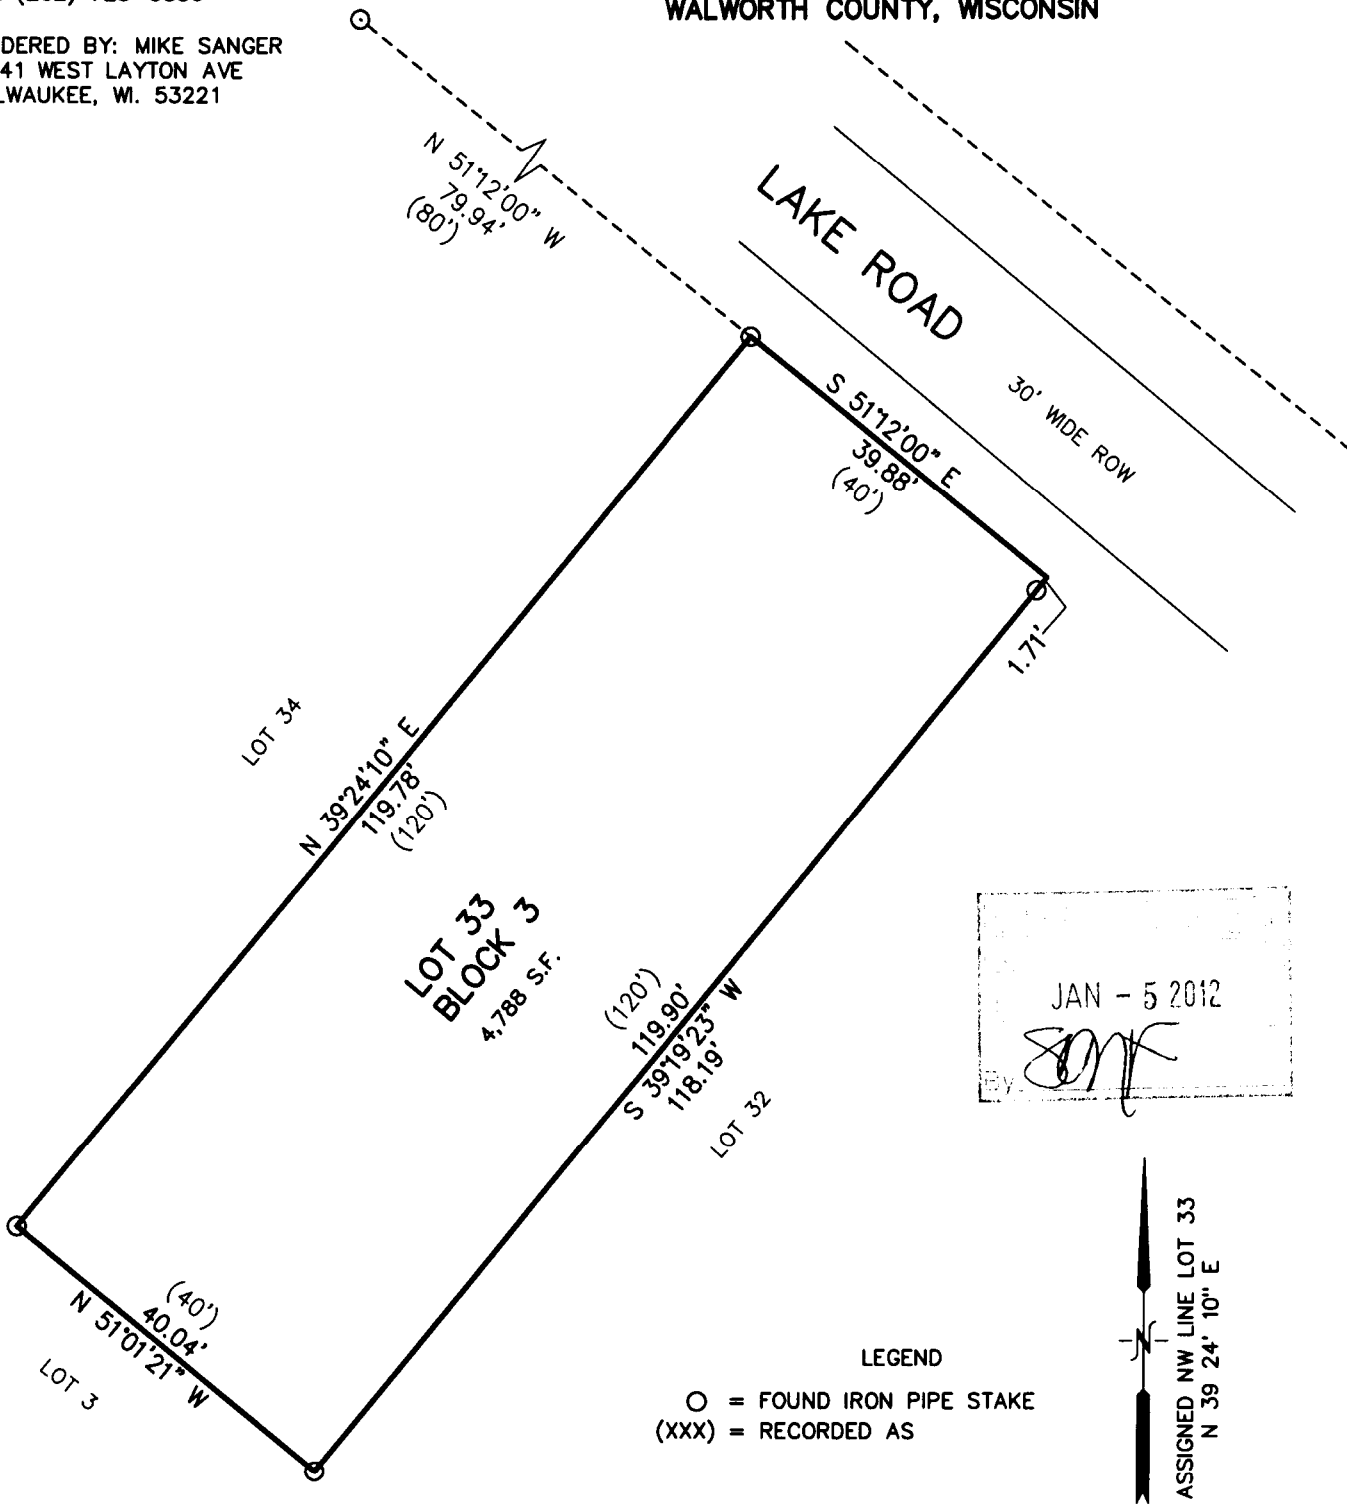 WALWORTH COUNTY, WISCONSIN
DERED BY: MIKE SANGER
41 WEST LAYTON AVE
LWAUKEE, WI. 53221
N 51°12'00" W
79.94'
(80')
LAKE ROAD
30' WIDE ROW
S 51°12'00" E
39.88'
(40')
1.71'
LOT 34
N 39°24'10" E
119.78'
(120')
LOT 33
BLOCK 3
4,788 S.F.
(120')
119.90'
S 39°19'23" W
118.19'
LOT 32
JAN - 5 2012
By
(40')
40.04'
N 51°01'21" W
LOT 3
LEGEND
O = FOUND IRON PIPE STAKE
(XXX) = RECORDED AS
N
ASSIGNED NW LINE LOT 33
N 39 24' 10" E